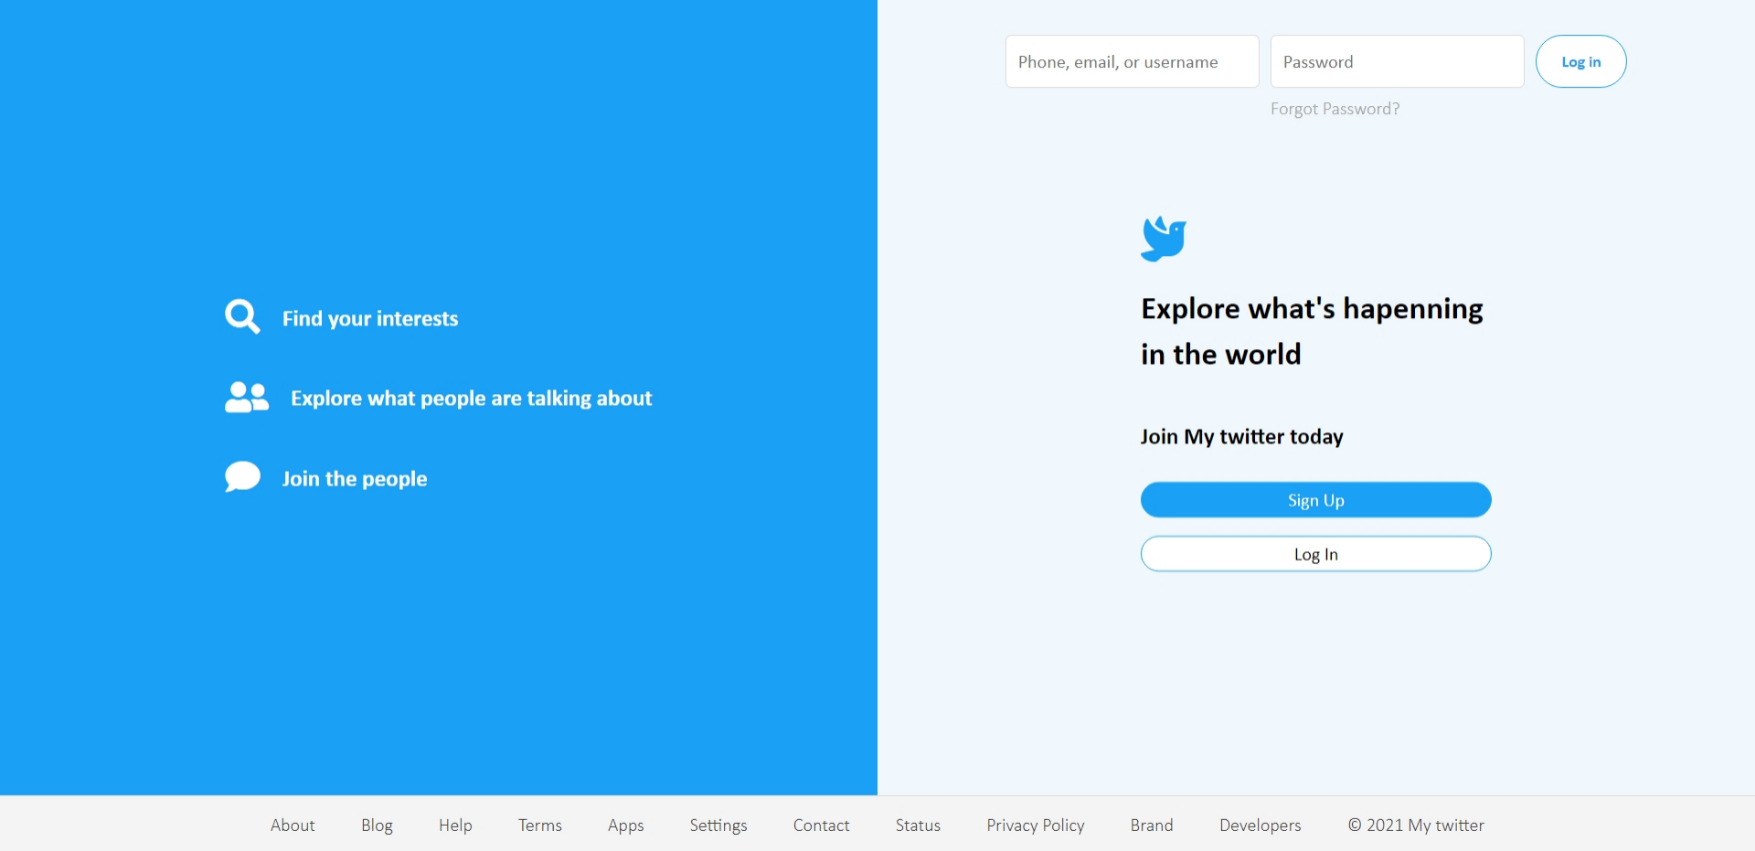 Find your interests
Explore what people are talking about
Join the people
Phone, email, or username Password Log in
Forgot Password?
Explore what's hapenning
in the world
Join My twitter today
Sign Up
Log In
About Blog Help Terms Apps Settings Contact Status Privacy Policy Brand Developers © 2021 My twitter